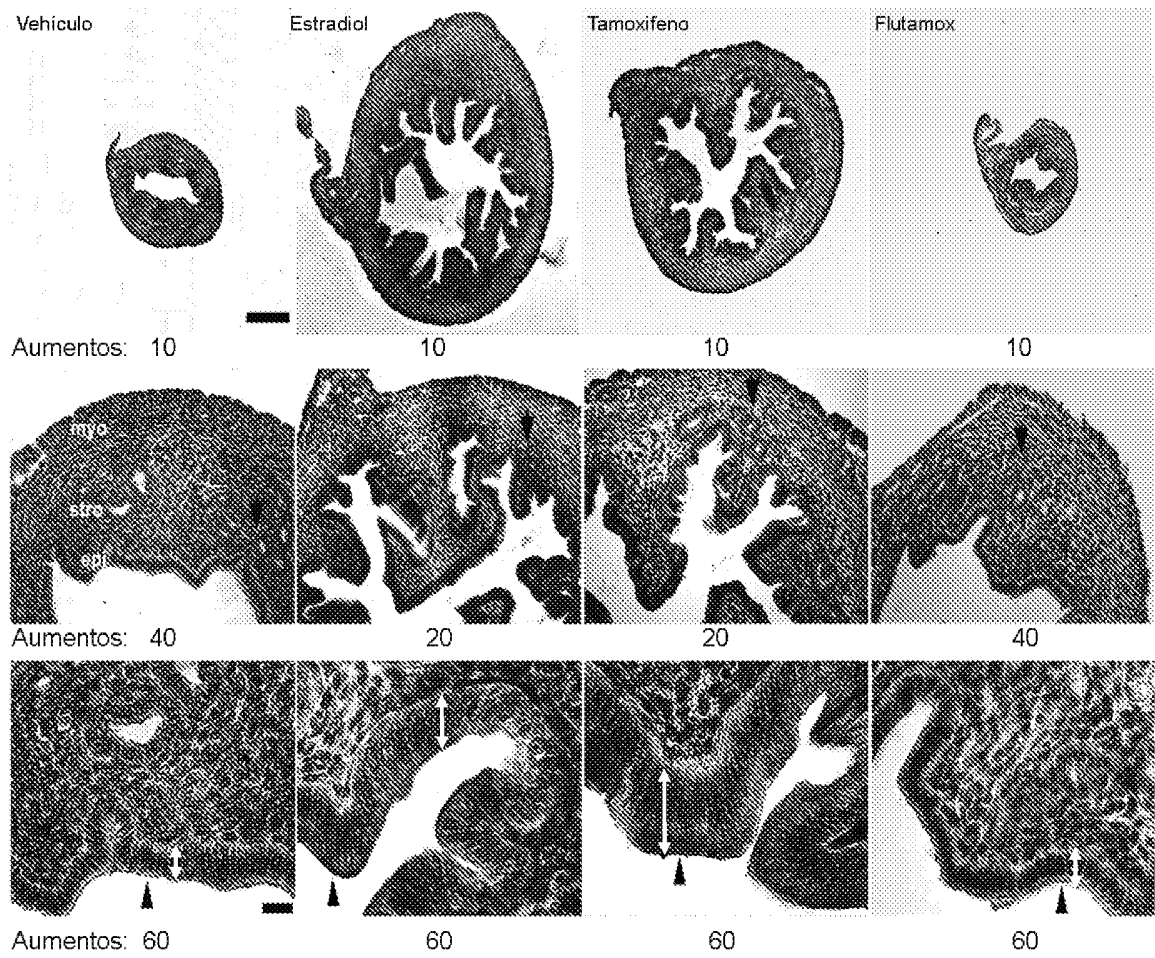 Vehículo Estradiol Tamoxifeno Flutamox
Aumentos: 10 10 10 10
myo
stro
epi
Aumentos: 40 20 20 40
Aumentos: 60 60 60 60